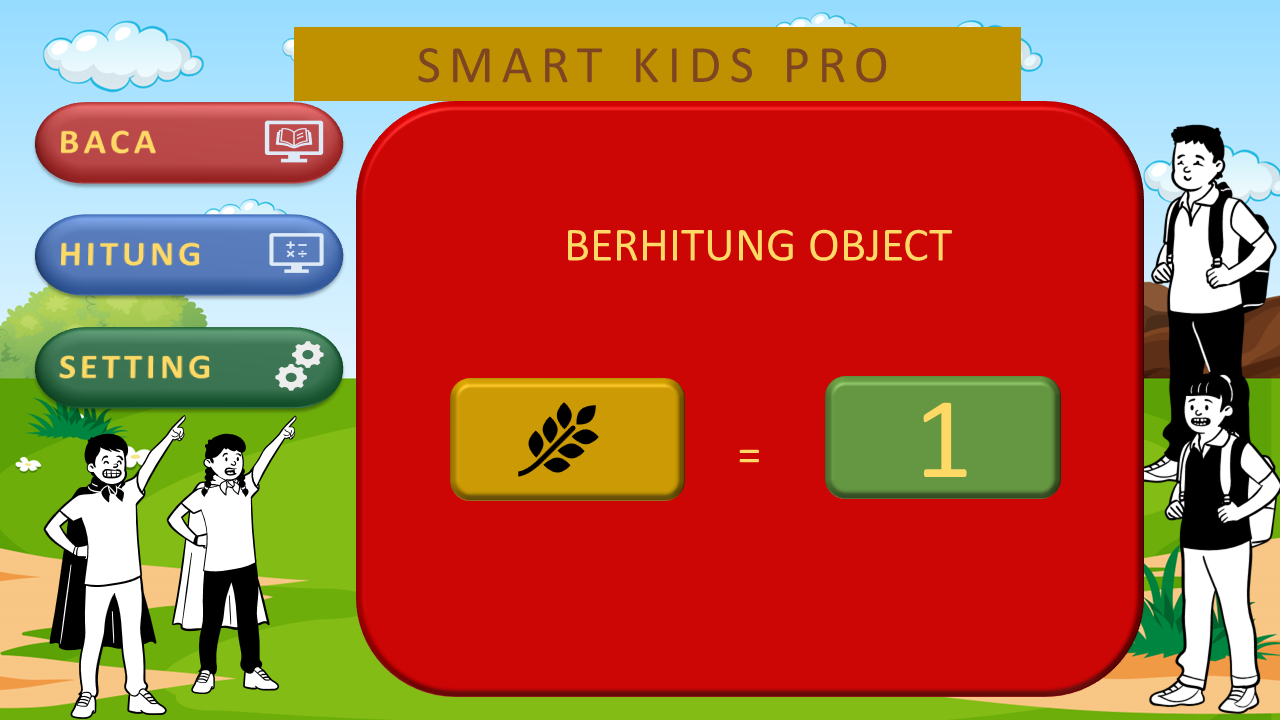 SMART KIDS PRO
BACA
HITUNG
SETTING
BERHITUNG OBJECT
= 1